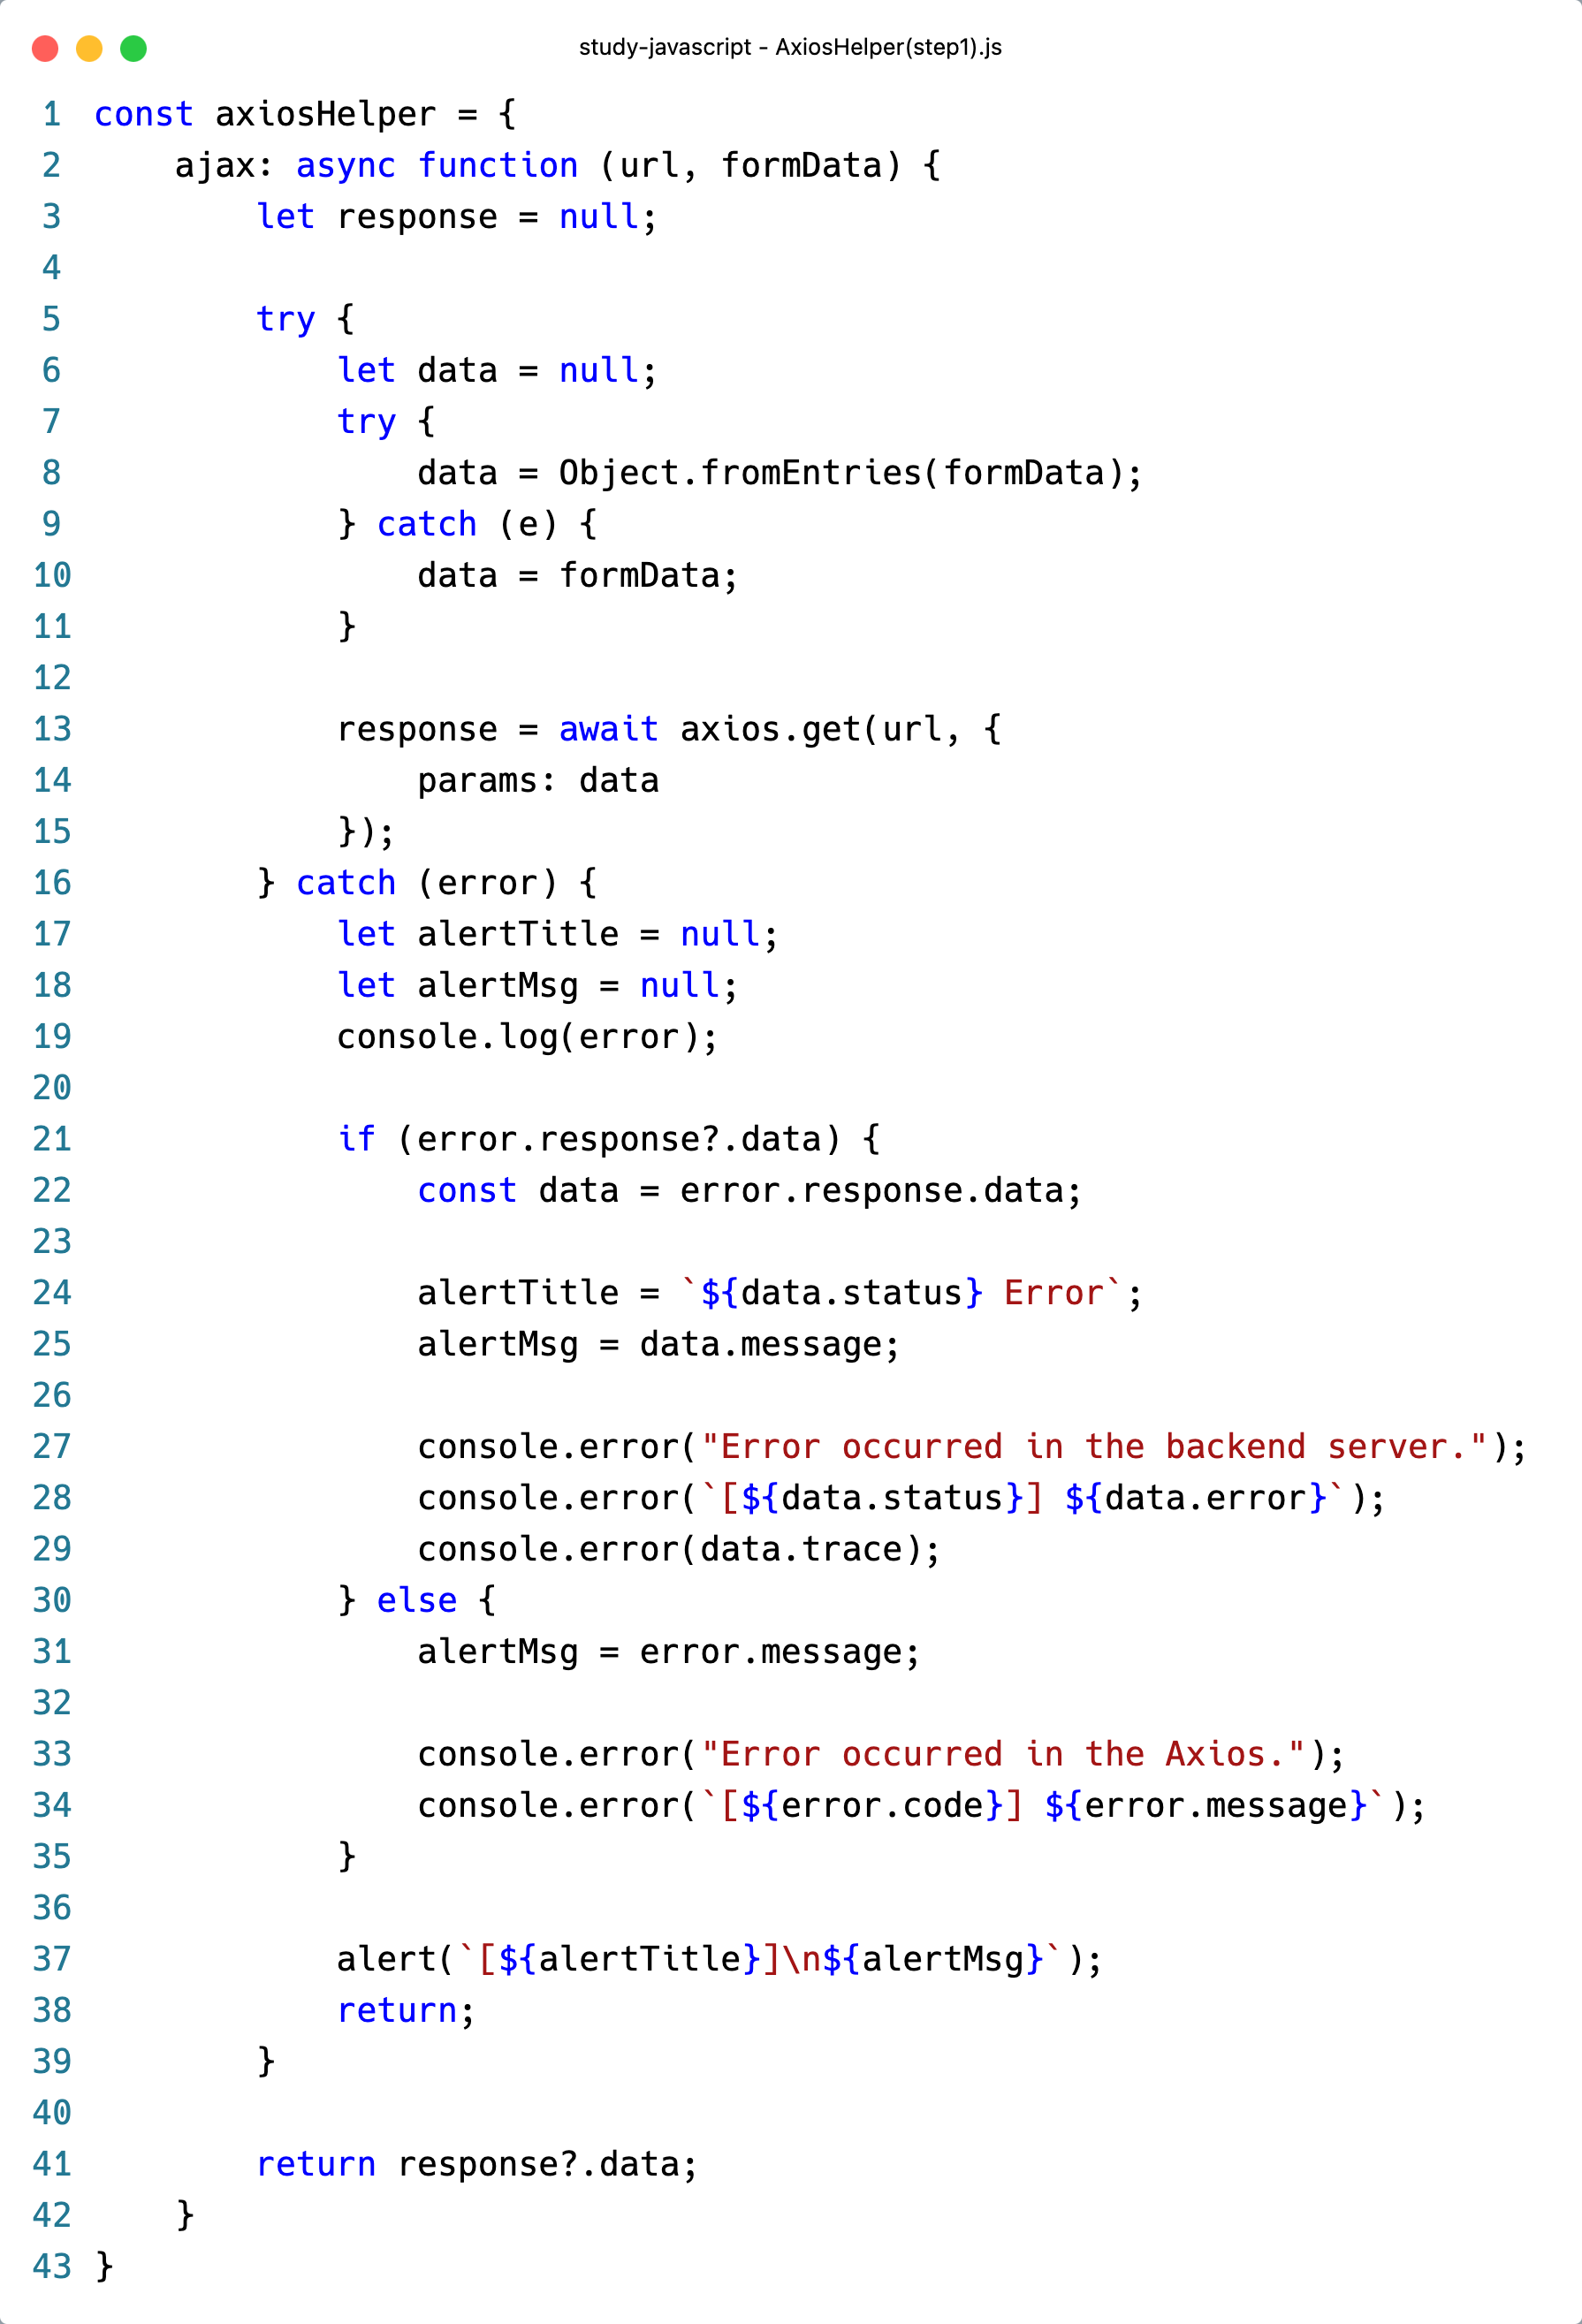 study-javascript - AxiosHelper(step1).js
1 const axiosHelper = {
2     ajax: async function (url, formData) {
3         let response = null;
4
5         try {
6             let data = null;
7             try {
8                 data = Object.fromEntries(formData);
9             } catch (e) {
10                 data = formData;
11             }
12
13             response = await axios.get(url, {
14                 params: data
15             });
16         } catch (error) {
17             let alertTitle = null;
18             let alertMsg = null;
19             console.log(error);
20
21             if (error.response?.data) {
22                 const data = error.response.data;
23
24                 alertTitle = `${data.status} Error`;
25                 alertMsg = data.message;
26
27                 console.error("Error occurred in the backend server.");
28                 console.error(`[${data.status}] ${data.error}`);
29                 console.error(data.trace);
30             } else {
31                 alertMsg = error.message;
32
33                 console.error("Error occurred in the Axios.");
34                 console.error(`[${error.code}] ${error.message}`);
35             }
36
37             alert(`[${alertTitle}]\n${alertMsg}`);
38             return;
39         }
40
41         return response?.data;
42     }
43 }